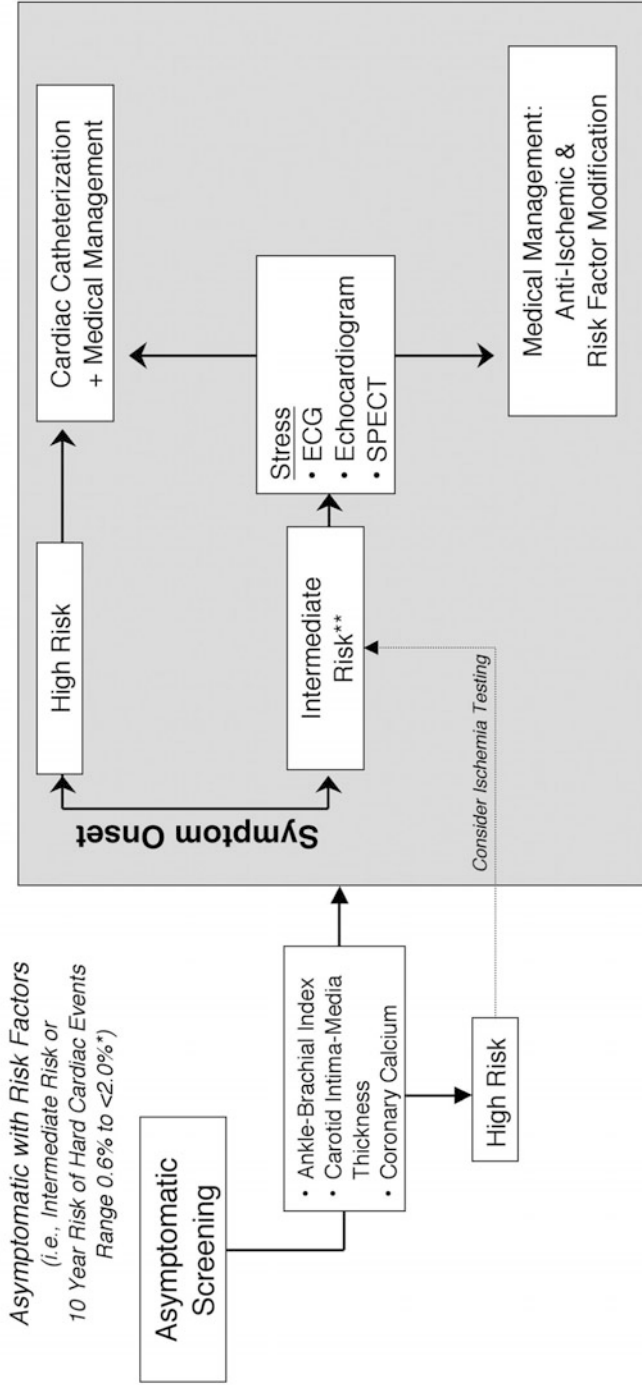 Asymptomatic with Risk Factors
(i.e., Intermediate Risk or
10 Year Risk of Hard Cardiac Events
Range 0.6% to <2.0%*)
Asymptomatic
Screening
• Ankle-Brachial Index
• Carotid Intima-Media
Thickness
• Coronary Calcium
High Risk
Consider Ischemia Testing
Symptom Onset
High Risk
Intermediate
Risk**
Stress
• ECG
• Echocardiogram
• SPECT
Cardiac Catheterization
+ Medical Management
Medical Management:
Anti-Ischemic &
Risk Factor Modification